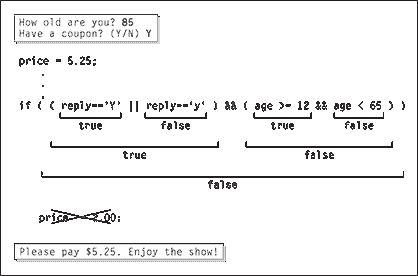 How old are you? 85
Have a coupon? (Y/N) Y
price = 5.25;
.
.
.
if ( ( reply=='Y' || reply=='y' ) && ( age >= 12 && age < 65 ) )
true false true false
true false
false
price = 2.00;
Please pay $5.25. Enjoy the show!